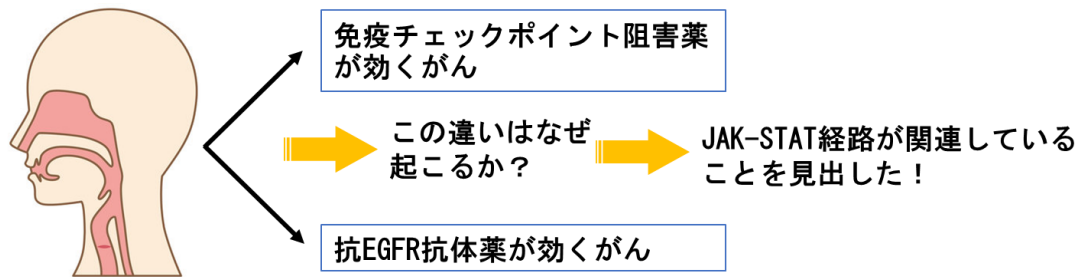 免疫チェックポイント阻害薬
が効くがん
この違いはなぜ
起こるか？
JAK-STAT経路が関連している
ことを見出した！
抗EGFR抗体薬が効くがん